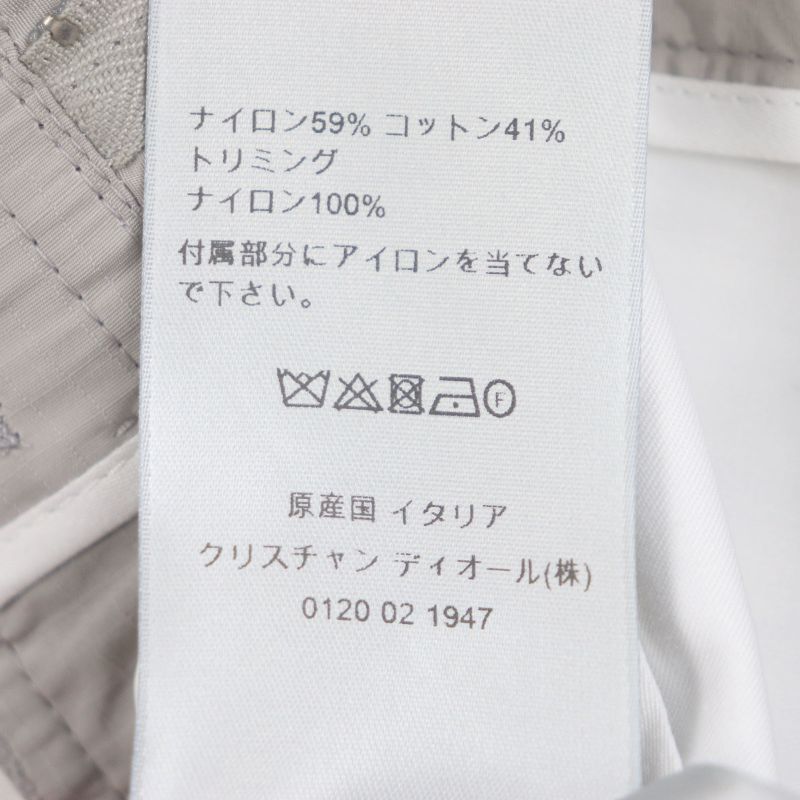 ナイロン59% コットン41%
トリミング
ナイロン100%
付属部分にアイロンを当てない
で下さい。
F
原産国 イタリア
クリスチャン ディオール(株)
0120 02 1947